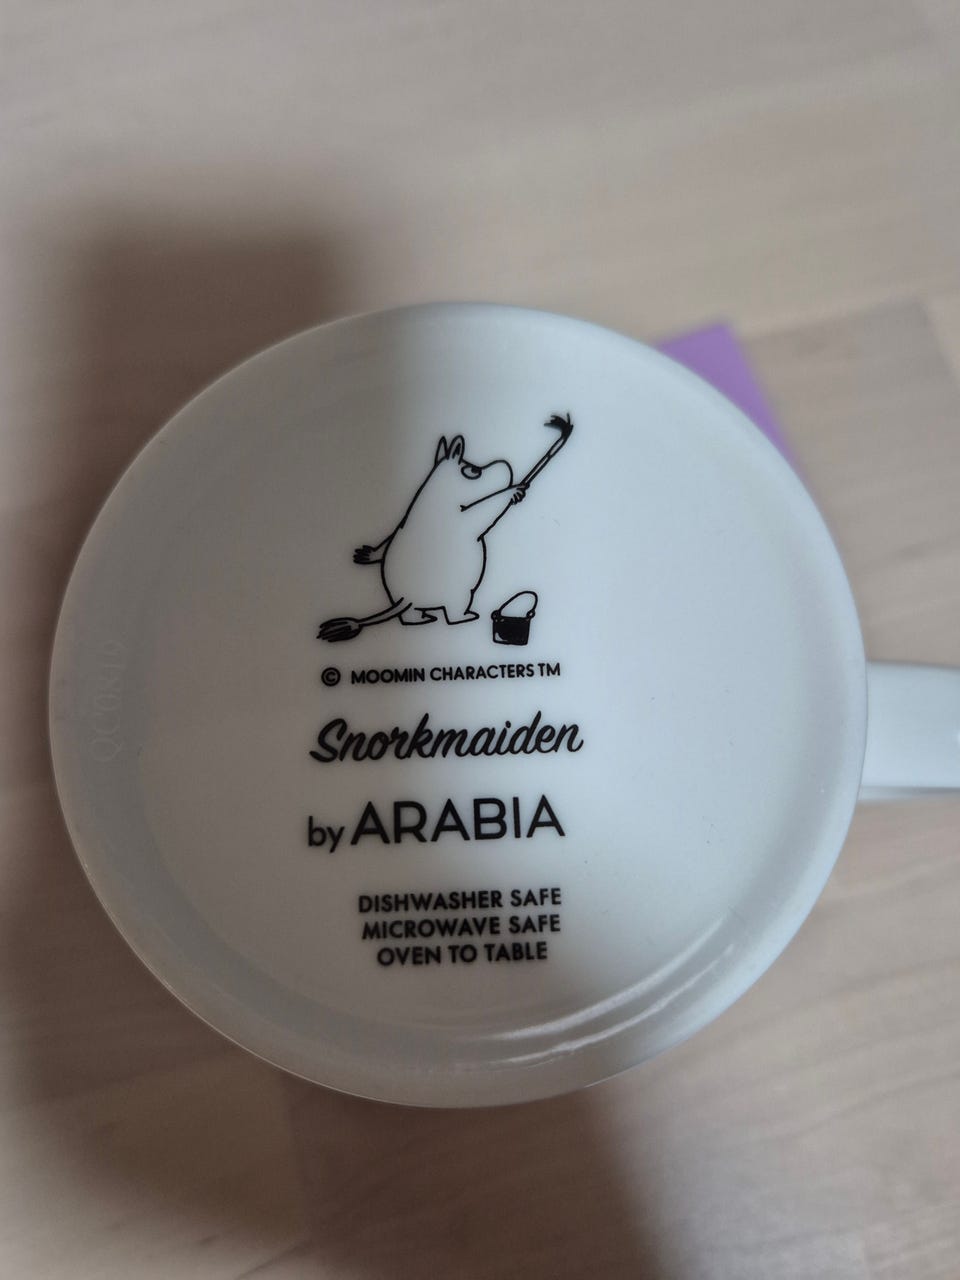 © MOOMIN CHARACTERS TM
Snorkmaiden
by ARABIA
DISHWASHER SAFE
MICROWAVE SAFE
OVEN TO TABLE